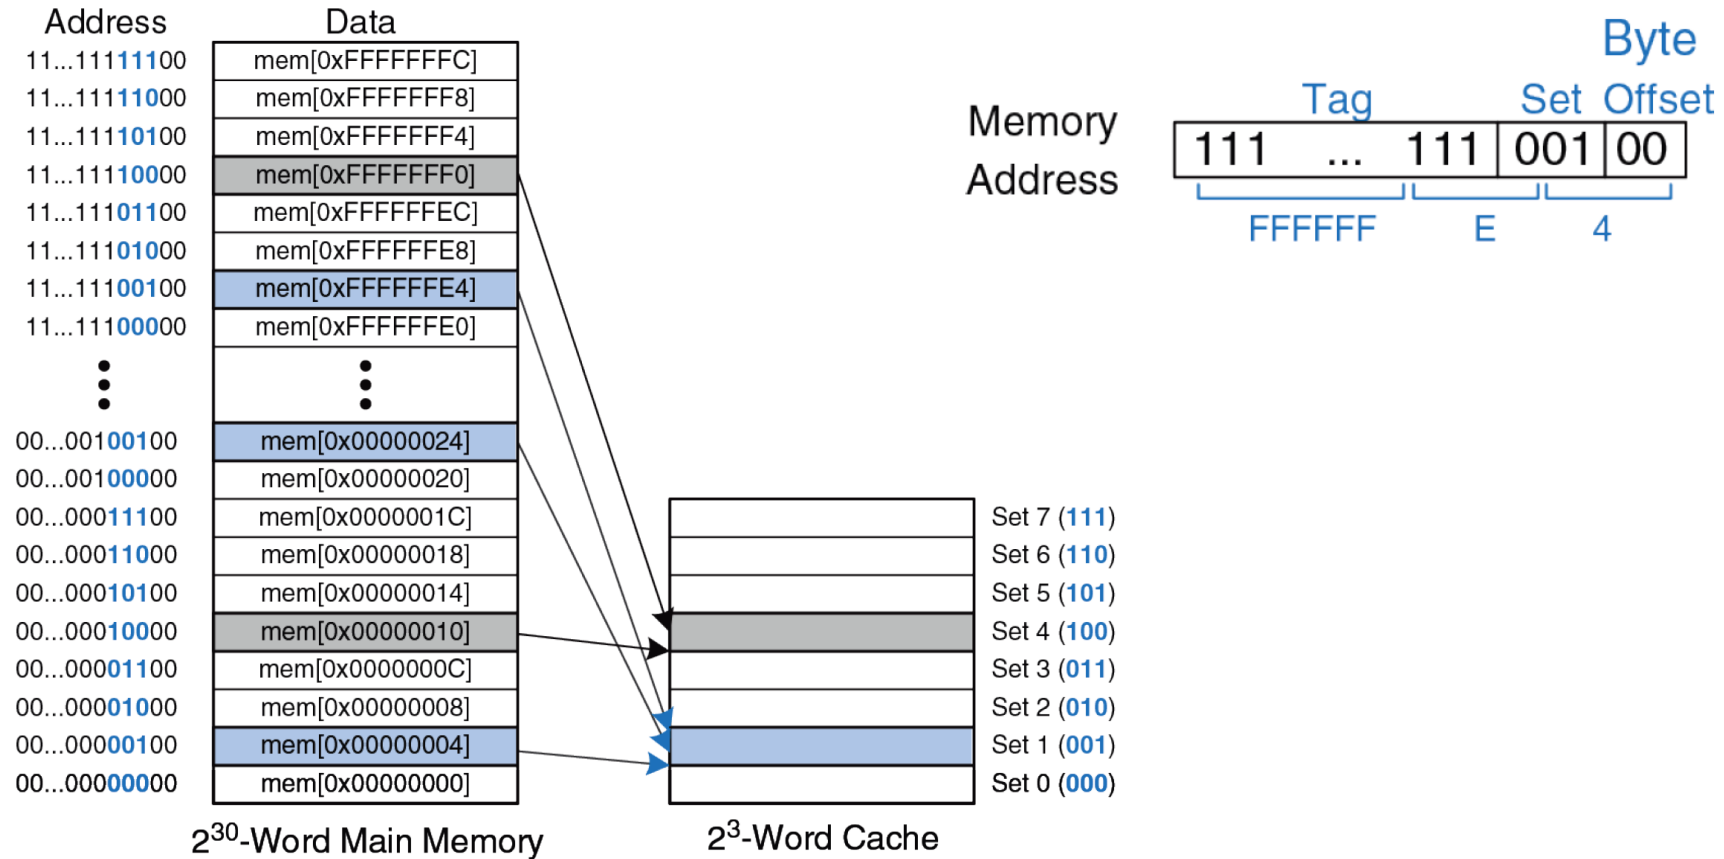 Address Data
11...11111100 mem[0xFFFFFFFC]
11...11111000 mem[0xFFFFFFF8]
11...11110100 mem[0xFFFFFFF4]
11...11110000 mem[0xFFFFFFF0]
11...11101100 mem[0xFFFFFFEC]
11...11101000 mem[0xFFFFFFE8]
11...11100100 mem[0xFFFFFFE4]
11...11100000 mem[0xFFFFFFE0]
00...00100100 mem[0x00000024]
00...00100000 mem[0x00000020]
00...00011100 mem[0x0000001C]
00...00011000 mem[0x00000018]
00...00010100 mem[0x00000014]
00...00010000 mem[0x00000010]
00...00001100 mem[0x0000000C]
00...00001000 mem[0x00000008]
00...00000100 mem[0x00000004]
00...00000000 mem[0x00000000]
2³⁰-Word Main Memory
Set 7 (111)
Set 6 (110)
Set 5 (101)
Set 4 (100)
Set 3 (011)
Set 2 (010)
Set 1 (001)
Set 0 (000)
2³-Word Cache
Byte
Tag Set Offset
Memory
Address
111 ... 111 001 00
FFFFFF E 4